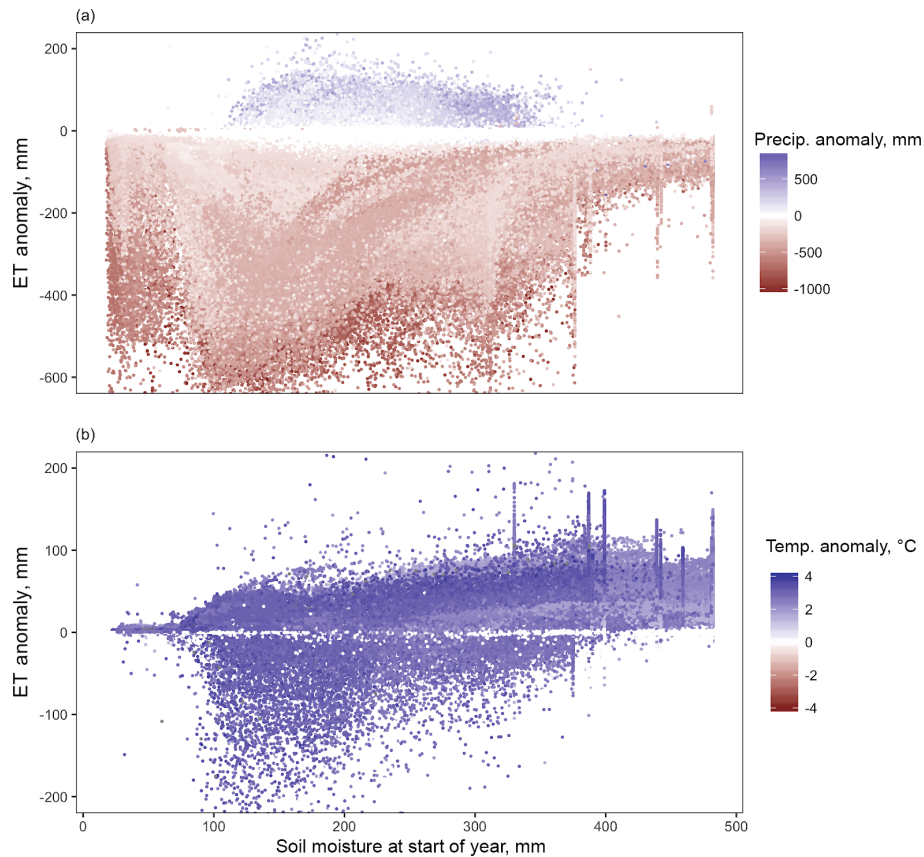 (a)
200
0
-200
-400
-600
ET anomaly, mm
Precip. anomaly, mm
500
0
-500
-1000
(b)
200
100
0
-100
-200
ET anomaly, mm
Temp. anomaly, °C
4
2
0
-2
-4
0 100 200 300 400 500
Soil moisture at start of year, mm